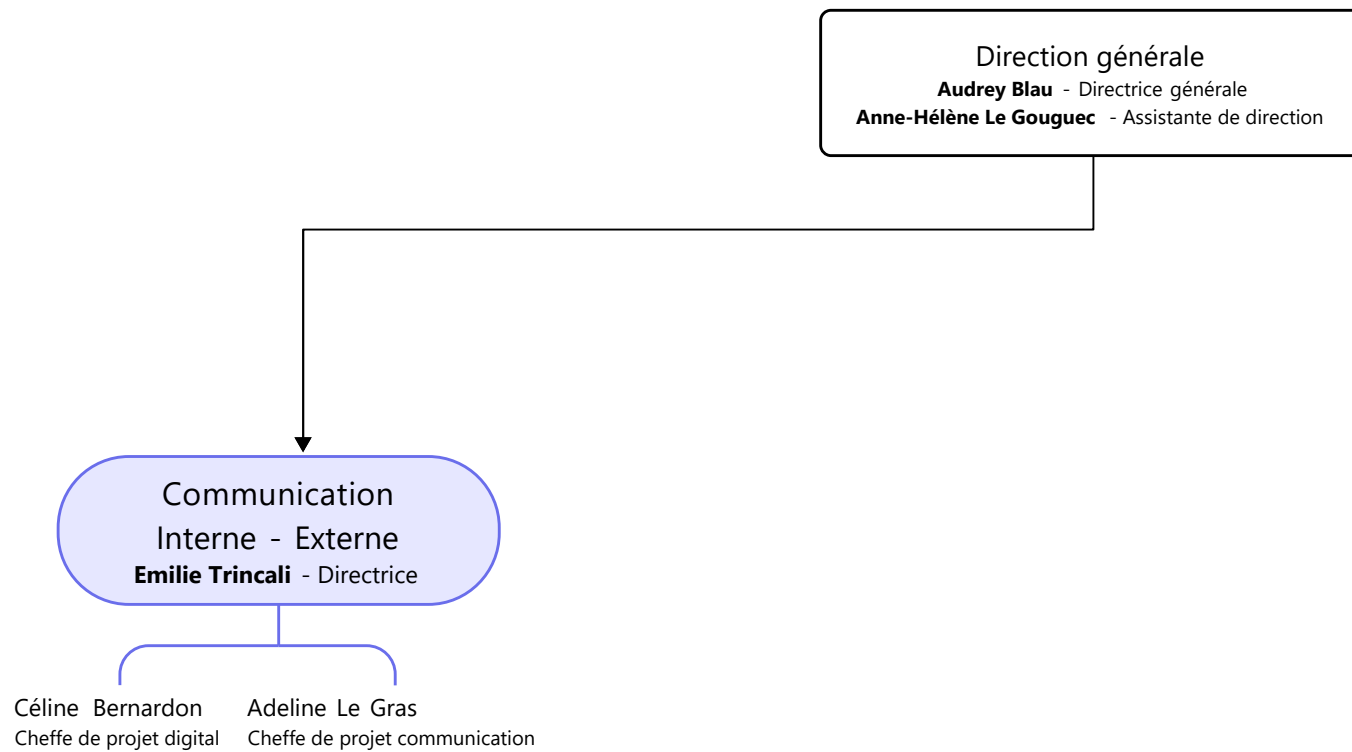 Direction générale
Audrey Blau - Directrice générale
Anne-Hélène Le Gouguec - Assistante de direction
Communication
Interne - Externe
Emilie Trincali - Directrice
Céline Bernardon
Cheffe de projet digital
Adeline Le Gras
Cheffe de projet communication